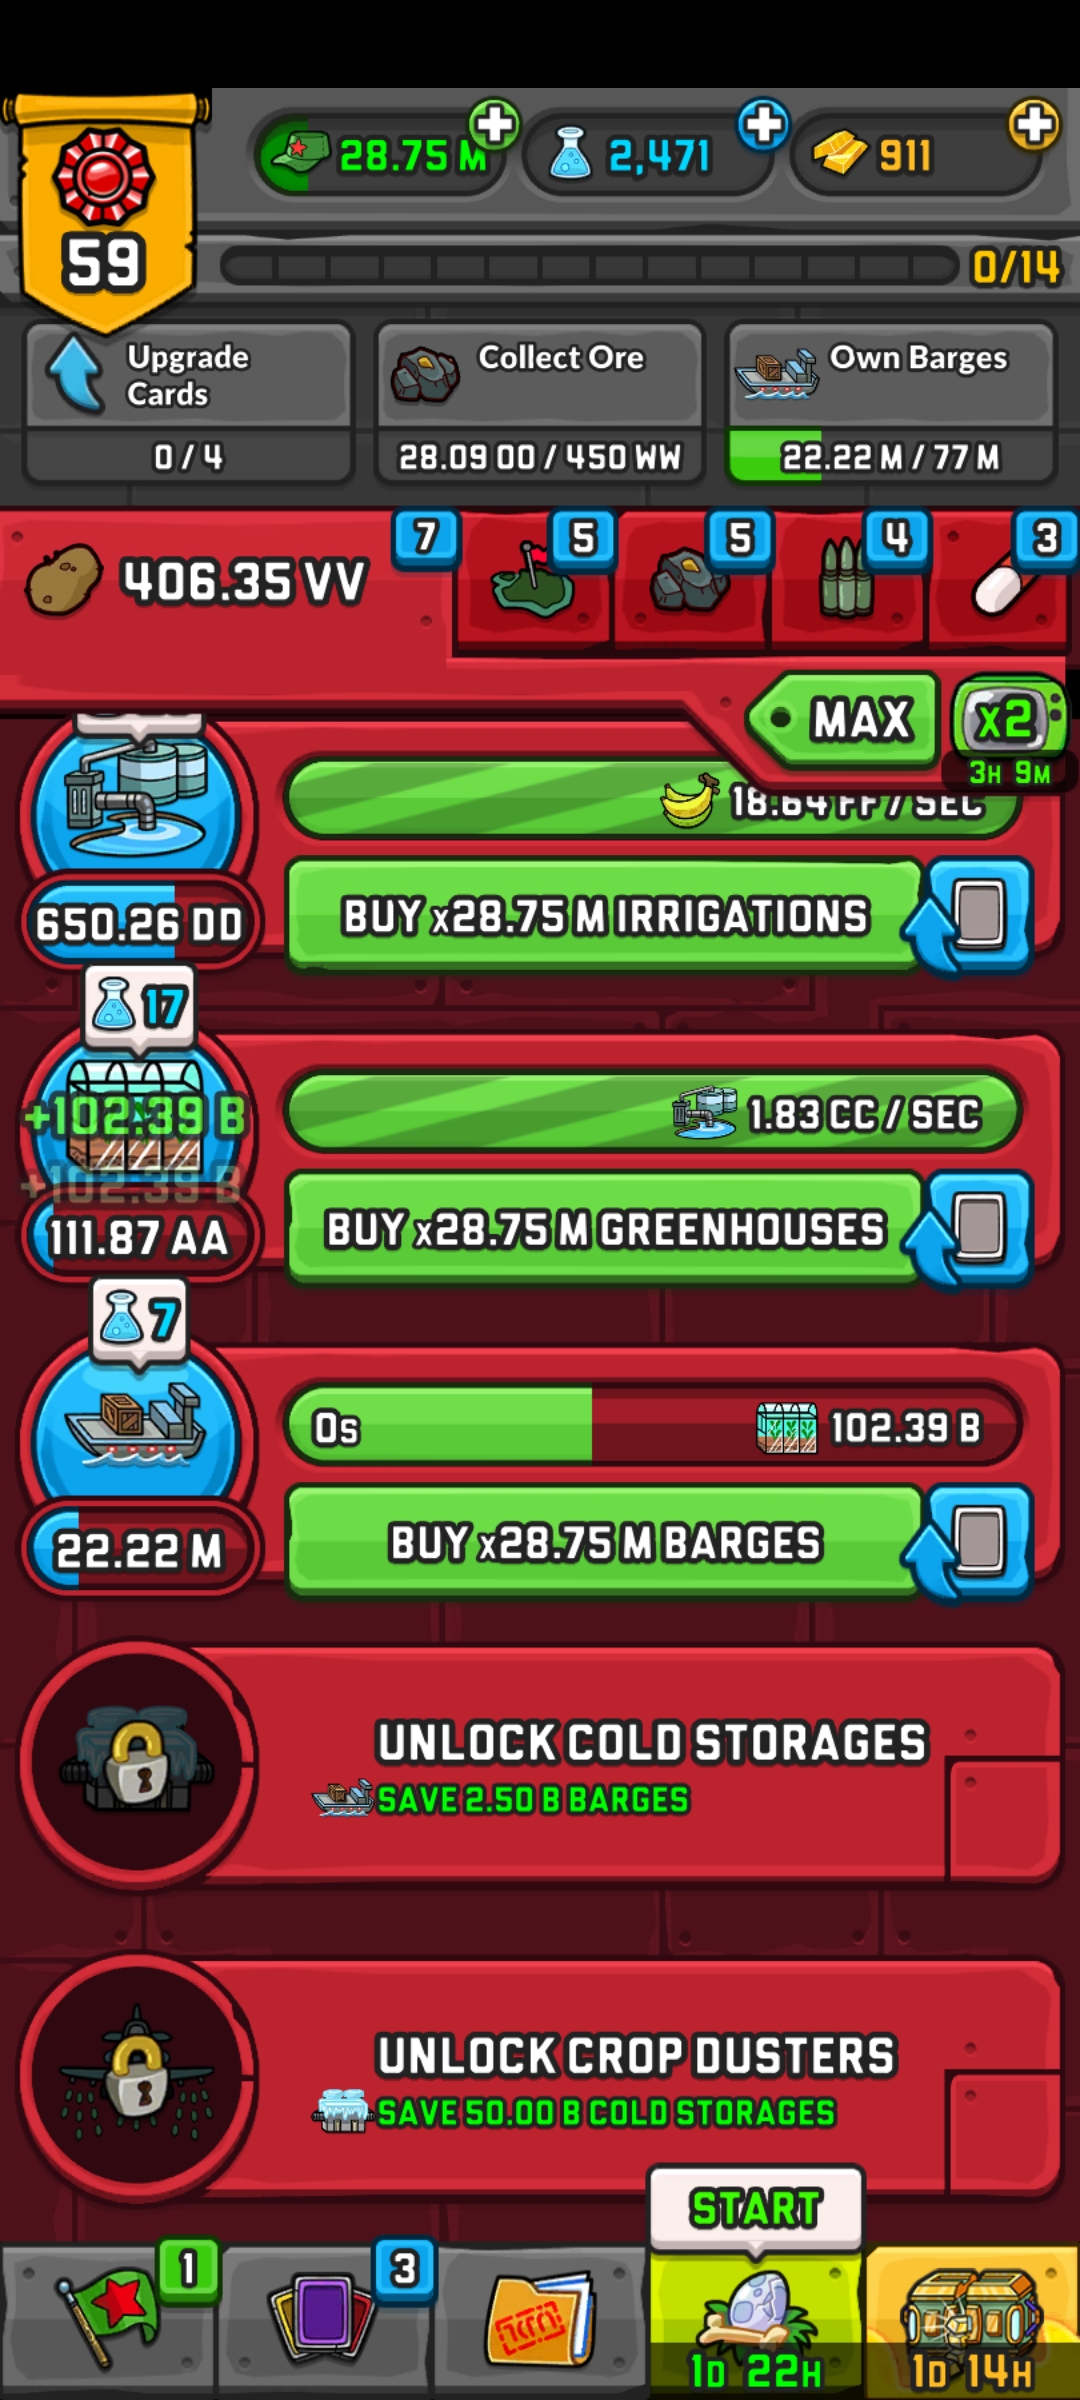 28.75 M
2,471
911
59
0/14
Upgrade
Cards
0 / 4
Collect Ore
28.09 OO / 450 WW
Own Barges
22.22 M / 77 M
406.35 VV
7
5
5
4
3
MAX
x2
3H 9M
18.64 FF / SEC
650.26 DD
BUY x28.75 M IRRIGATIONS
17
+102.39 B
+102.39 B
1.83 CC / SEC
111.87 AA
BUY x28.75 M GREENHOUSES
7
0s
102.39 B
22.22 M
BUY x28.75 M BARGES
UNLOCK COLD STORAGES
SAVE 2.50 B BARGES
UNLOCK CROP DUSTERS
SAVE 50.00 B COLD STORAGES
START
1
3
1D 22H
1D 14H